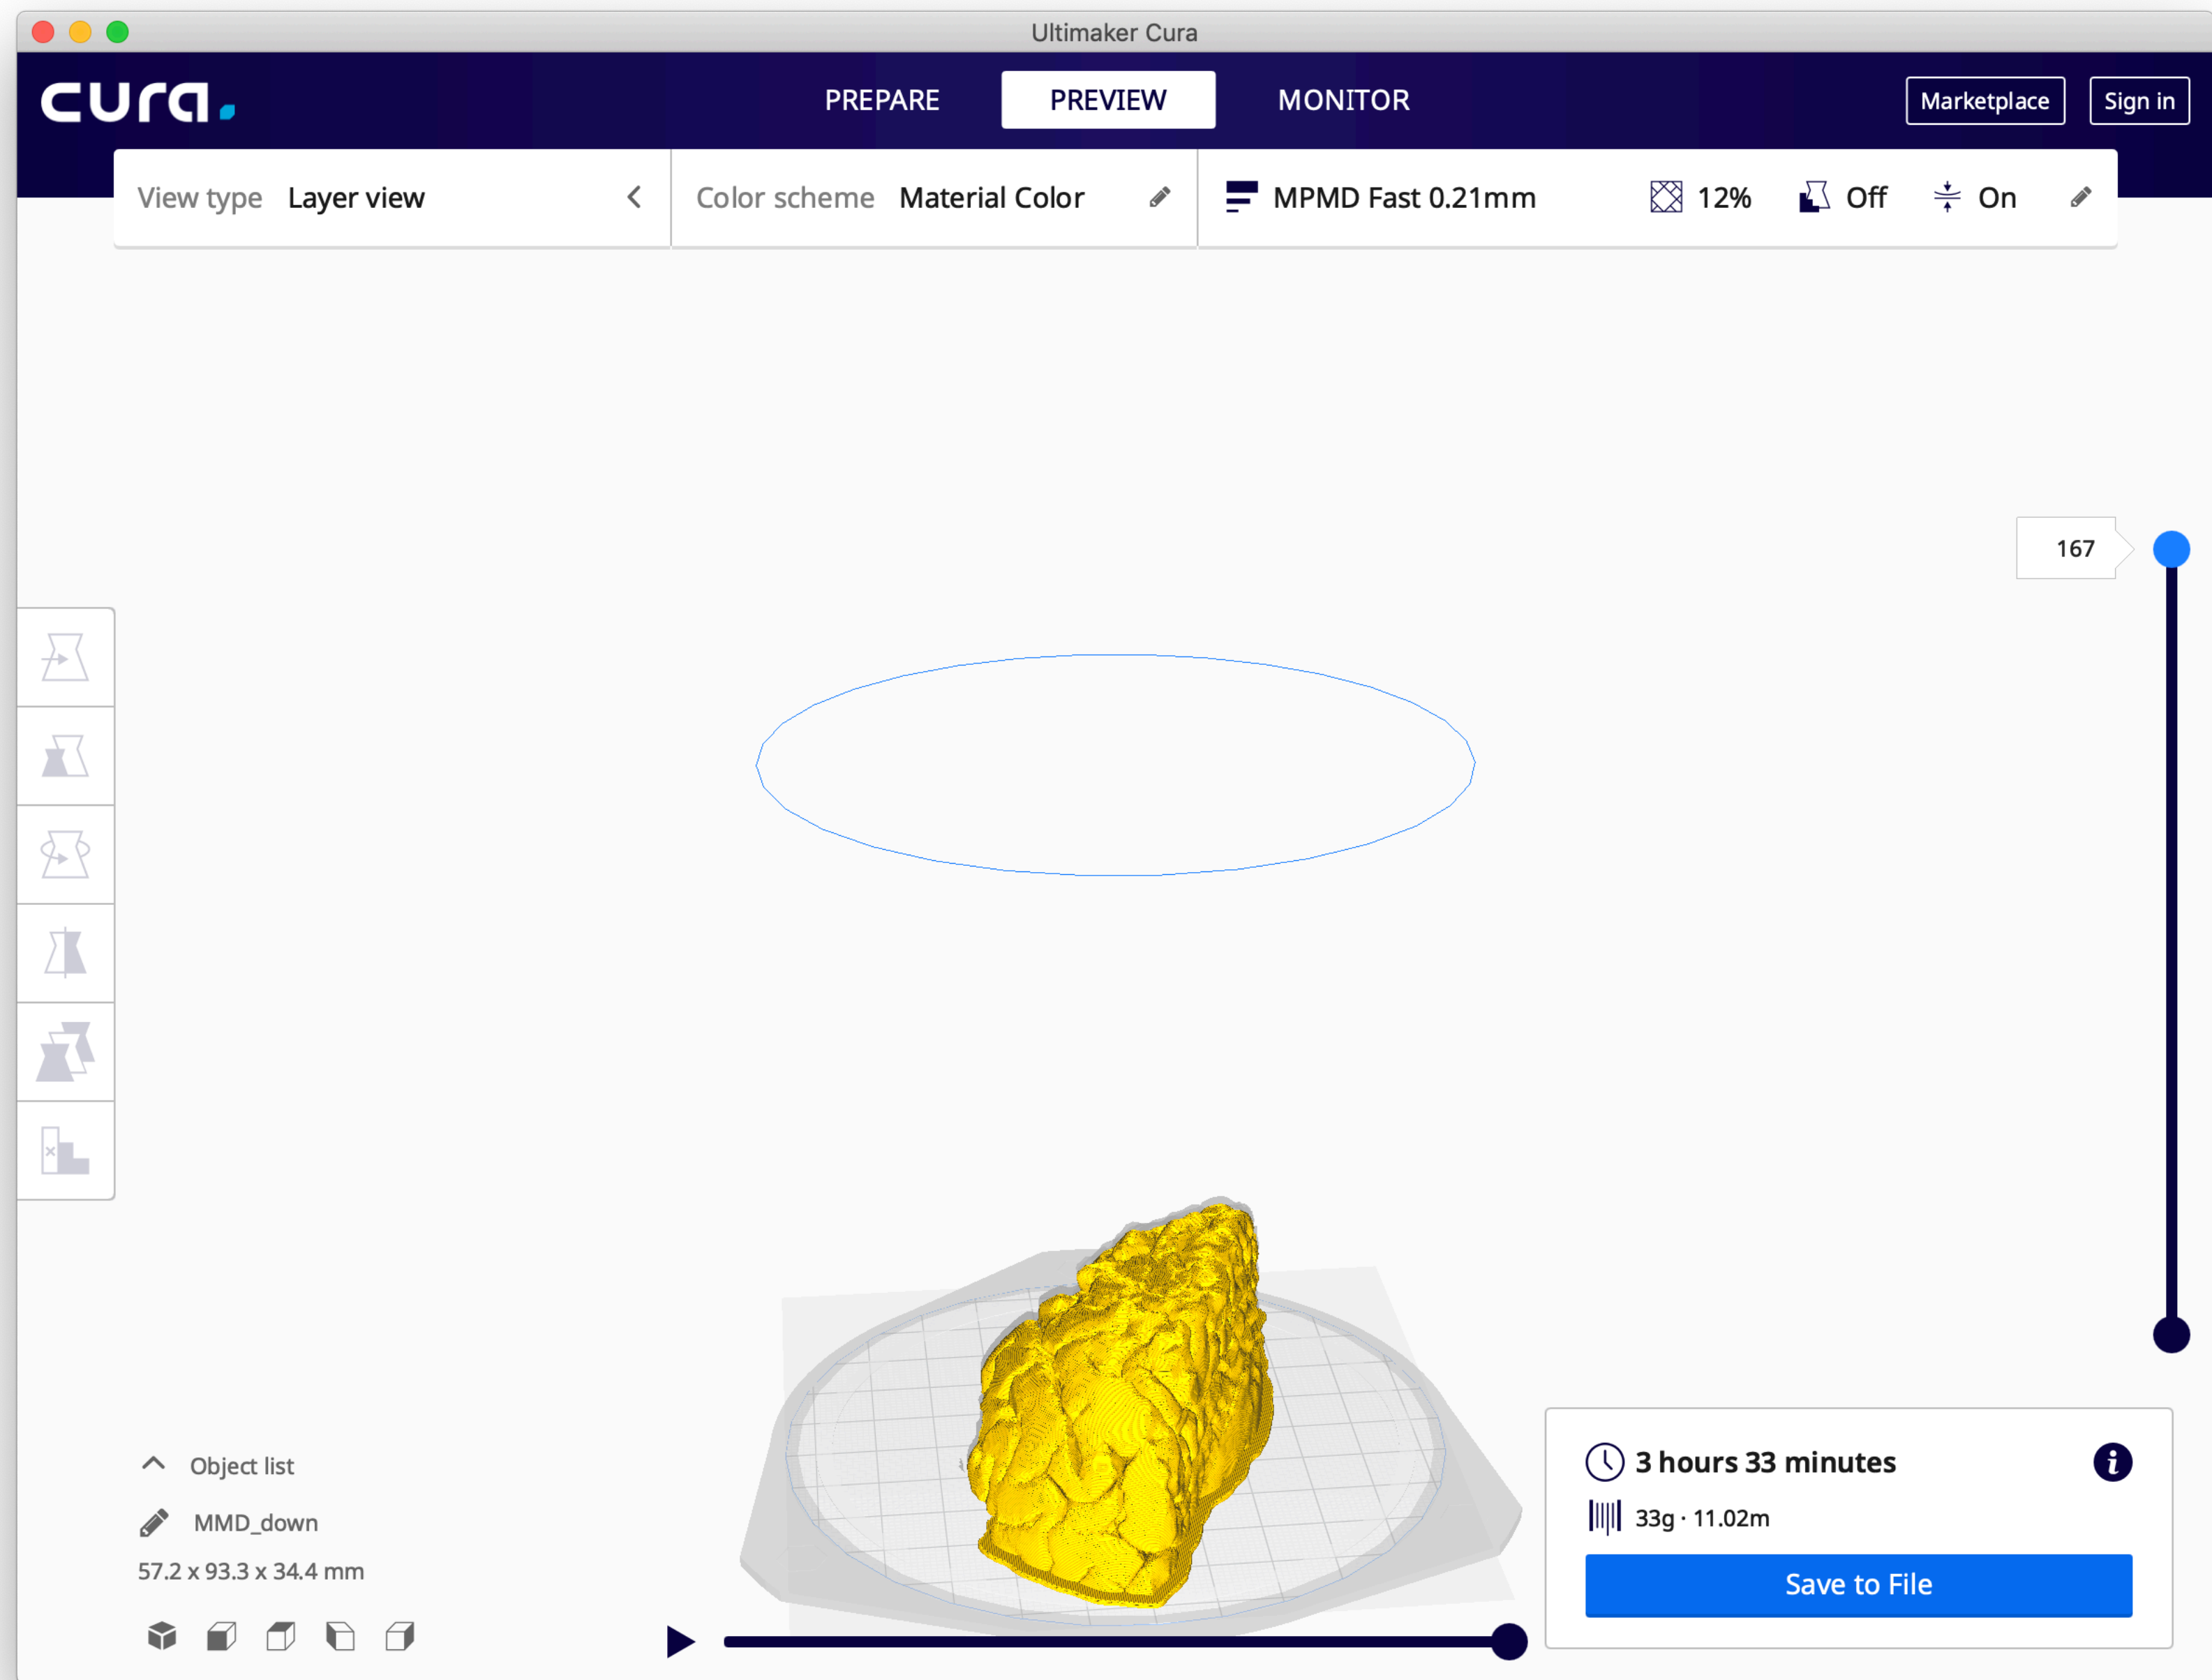 Ultimaker Cura
cura.
PREPARE PREVIEW MONITOR
Marketplace Sign in
View type Layer view Color scheme Material Color MPMD Fast 0.21mm 12% Off On
167
3 hours 33 minutes
33g · 11.02m
Save to File
Object list
MMD_down
57.2 x 93.3 x 34.4 mm